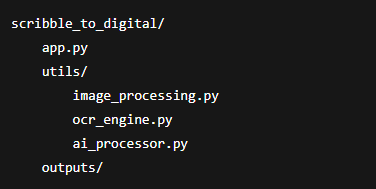 scribble_to_digital/
    app.py
    utils/
        image_processing.py
        ocr_engine.py
        ai_processor.py
    outputs/